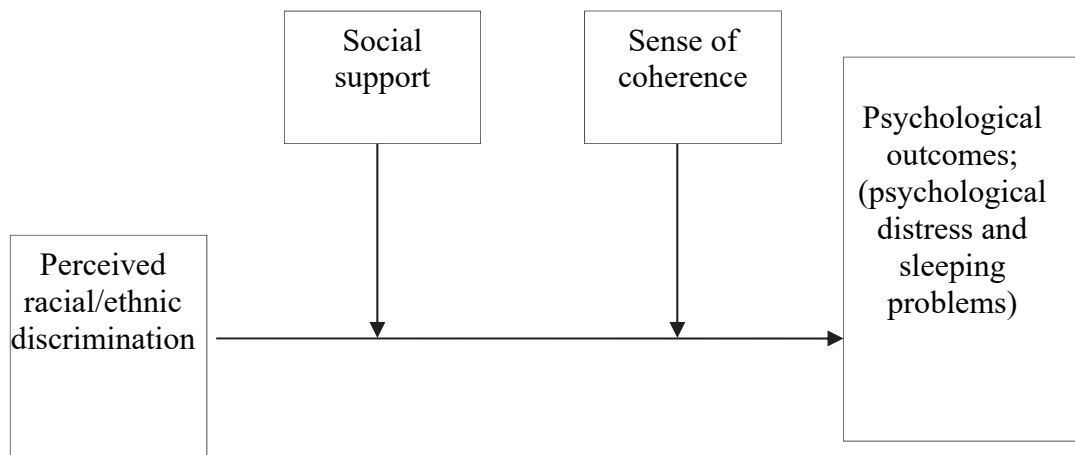 Social
support
Sense of
coherence
Psychological
outcomes;
(psychological
distress and
sleeping
problems)
Perceived
racial/ethnic
discrimination